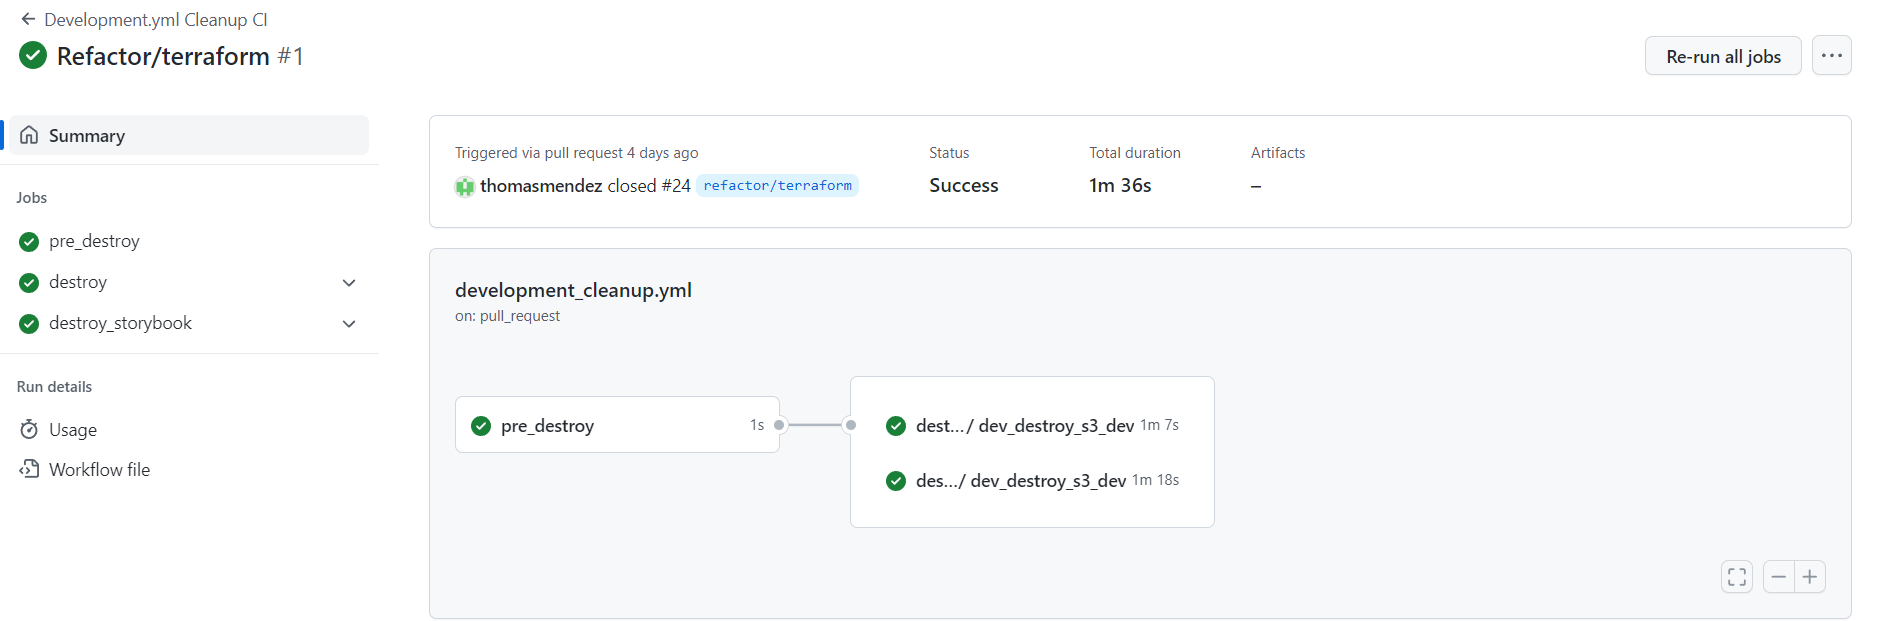 Development.yml Cleanup CI
Refactor/terraform #1
Re-run all jobs
Summary
Jobs
pre_destroy
destroy
destroy_storybook
Run details
Usage
Workflow file
Triggered via pull request 4 days ago
thomasmendez closed #24 refactor/terraform
Status
Success
Total duration
1m 36s
Artifacts
–
development_cleanup.yml
on: pull_request
pre_destroy 1s
dest.../ dev_destroy_s3_dev 1m 7s
des.../ dev_destroy_s3_dev 1m 18s